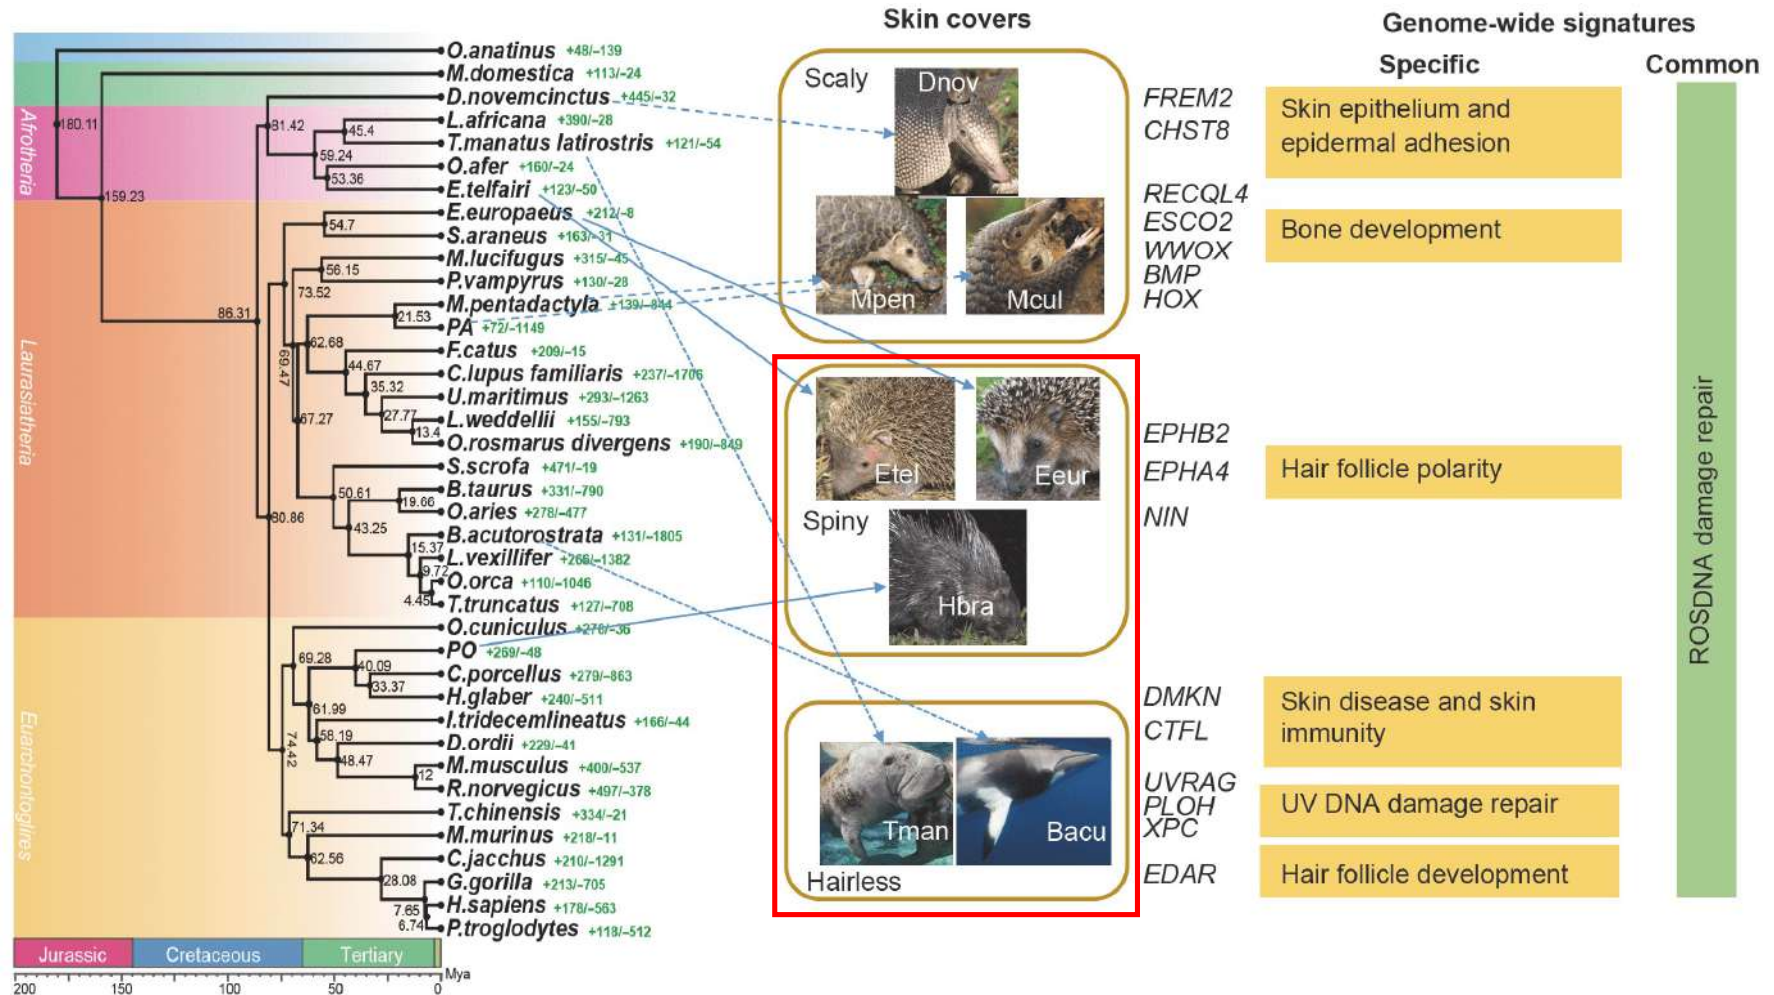 Skin covers
Genome-wide signatures
Specific
Common
Afrotheria
Laurasiatheria
Euarchontoglires
O.anatinus +48/–139
M.domestica +113/–24
D.novemcinctus +445/–32
L.africana +390/–28
T.manatus latirostris +121/–54
O.afer +160/–24
E.telfairi +123/–50
E.europaeus +212/–8
S.araneus +163/–31
M.lucifugus +315/–45
P.vampyrus +130/–28
M.pentadactyla +139/–844
PA +72/–1149
F.catus +209/–15
C.lupus familiaris +237/–1706
U.maritimus +293/–1263
L.weddellii +155/–793
O.rosmarus divergens +190/–849
S.scrofa +471/–19
B.taurus +331/–790
O.aries +278/–477
B.acutorostrata +131/–1805
L.vexillifer +266/–1382
O.orca +110/–1046
T.truncatus +127/–708
O.cuniculus +270/–36
PO +269/–48
C.porcellus +279/–863
H.glaber +240/–511
I.tridecemlineatus +166/–44
D.ordii +229/–41
M.musculus +400/–537
R.norvegicus +497/–378
T.chinensis +334/–21
M.murinus +218/–11
C.jacchus +210/–1291
G.gorilla +213/–705
H.sapiens +178/–563
P.troglodytes +118/–512
180.11
159.23
81.42
45.4
59.24
53.36
54.7
56.15
73.52
86.31
21.53
62.68
69.47
44.67
35.32
27.77
13.4
67.27
50.61
19.66
43.25
80.86
15.37
9.72
4.45
69.28
40.09
33.37
61.99
58.19
74.42
48.47
12
71.34
62.56
28.08
7.65
6.74
Jurassic
Cretaceous
Tertiary
Mya
200 150 100 50 0
Scaly
Dnov
Mpen
Mcul
Etel
Eeur
Spiny
Hbra
Tman
Bacu
Hairless
FREM2
CHST8
RECQL4
ESCO2
WWOX
BMP
HOX
EPHB2
EPHA4
NIN
DMKN
CTFL
UVRAG
PLOH
XPC
EDAR
Skin epithelium and
epidermal adhesion
Bone development
Hair follicle polarity
Skin disease and skin
immunity
UV DNA damage repair
Hair follicle development
ROSDNA damage repair